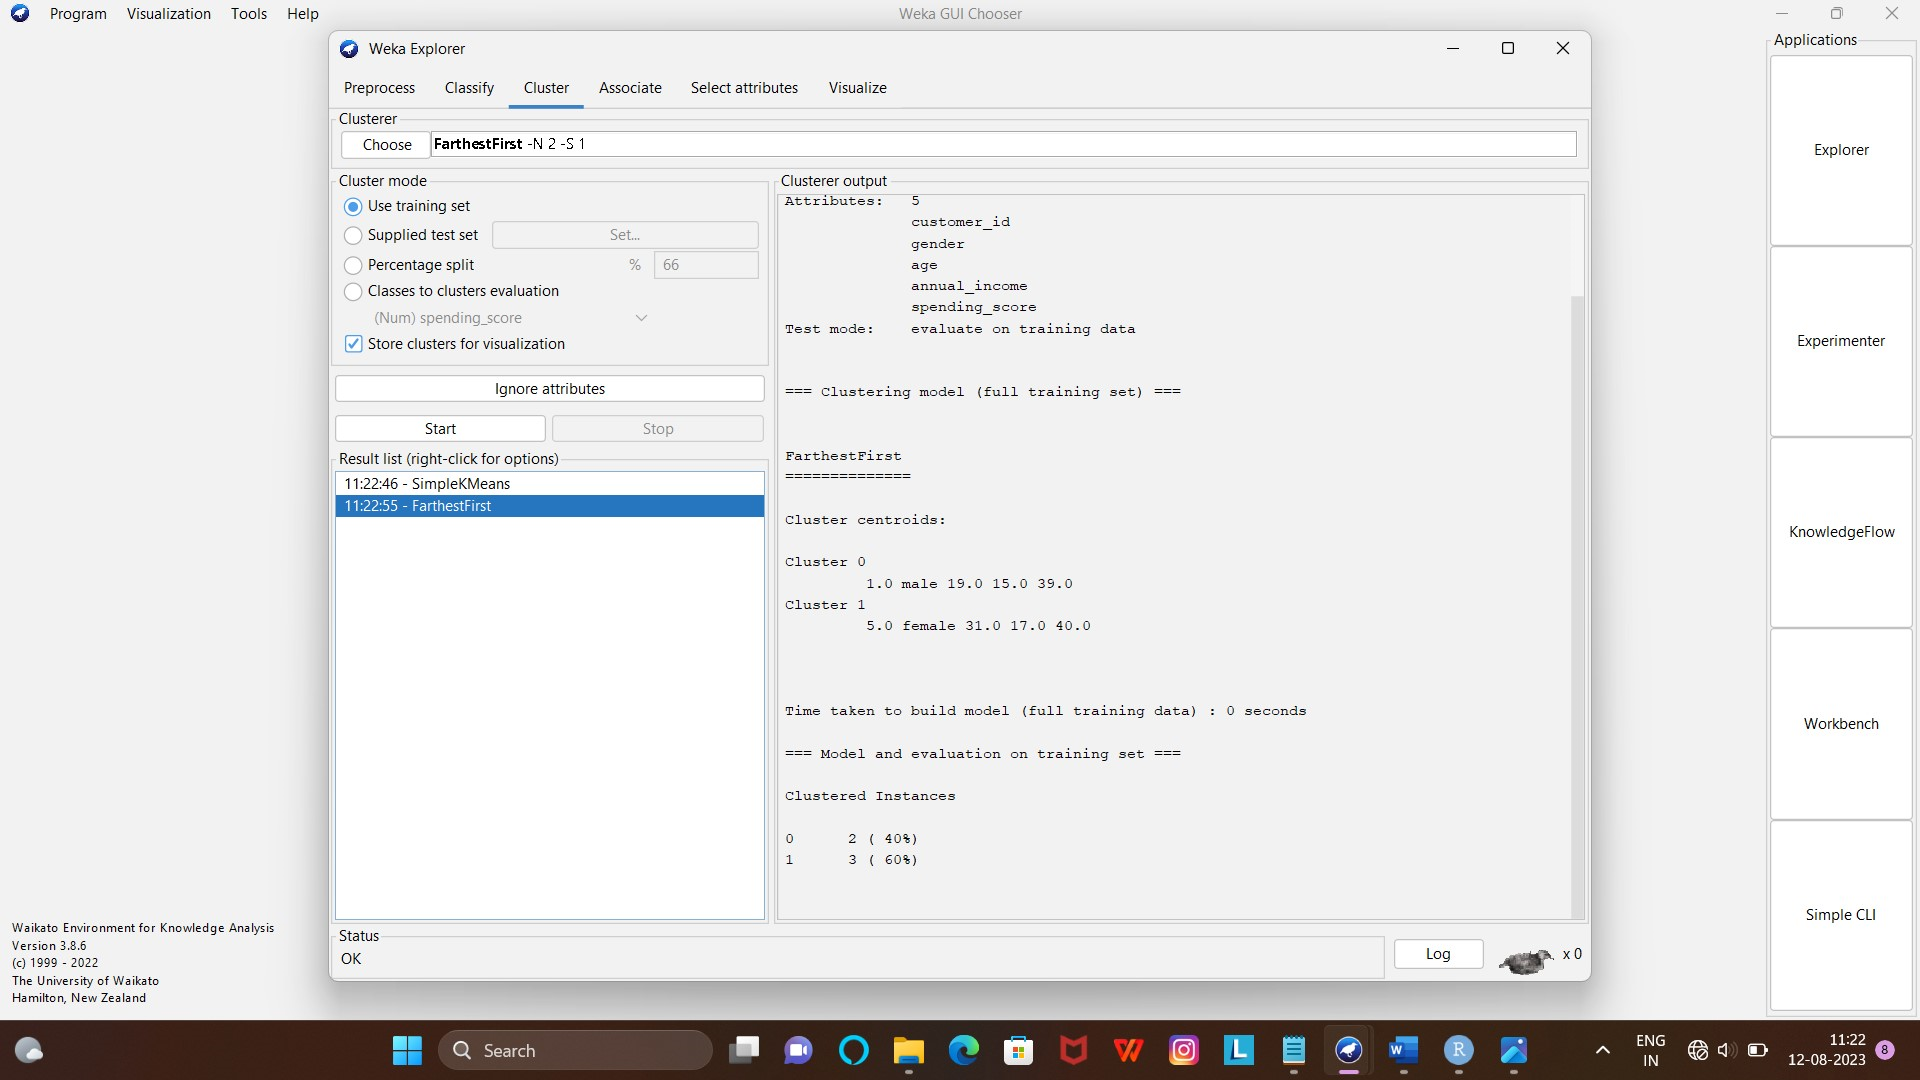 Program Visualization Tools Help
Weka GUI Chooser
Weka Explorer
Preprocess Classify Cluster Associate Select attributes Visualize
Clusterer
Choose FarthestFirst -N 2 -S 1
Cluster mode
Use training set
Supplied test set Set...
Percentage split % 66
Classes to clusters evaluation
(Num) spending_score
Store clusters for visualization
Ignore attributes
Start Stop
Result list (right-click for options)
11:22:46 - SimpleKMeans
11:22:55 - FarthestFirst
Clusterer output
Attributes: 5
customer_id
gender
age
annual_income
spending_score
Test mode: evaluate on training data
=== Clustering model (full training set) ===
FarthestFirst
==============
Cluster centroids:
Cluster 0
1.0 male 19.0 15.0 39.0
Cluster 1
5.0 female 31.0 17.0 40.0
Time taken to build model (full training data) : 0 seconds
=== Model and evaluation on training set ===
Clustered Instances
0 2 ( 40%)
1 3 ( 60%)
Status
OK
Log x 0
Applications
Explorer
Experimenter
KnowledgeFlow
Workbench
Simple CLI
Waikato Environment for Knowledge Analysis
Version 3.8.6
(c) 1999 - 2022
The University of Waikato
Hamilton, New Zealand
Search
L
W
R
ENG
IN
11:22
12-08-2023
8